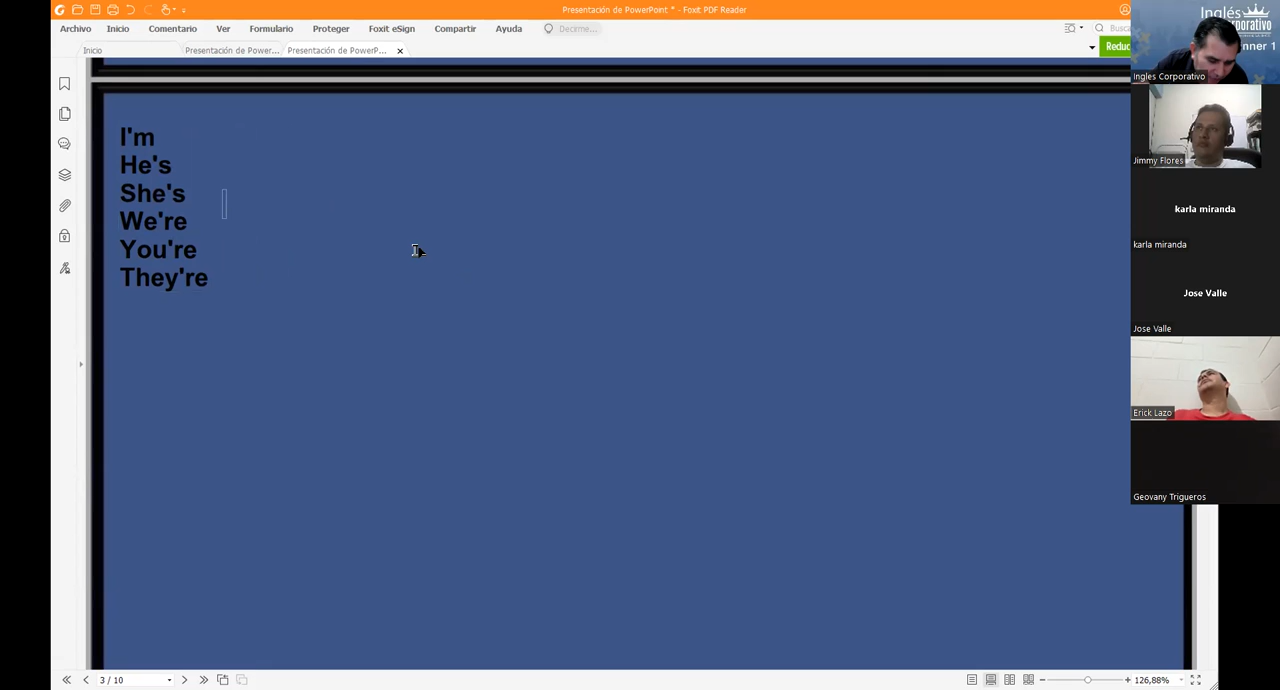 Presentación de PowerPoint * - Foxit PDF Reader
Archivo Inicio Comentario Ver Formulario Proteger Foxit eSign Compartir Ayuda Decirme...
Inicio Presentación de Power... Presentación de PowerP...
I'm
He's
She's
We're
You're
They're
3 / 10
126,88%
Inglés
Ingles Corporativo
Jimmy Flores
karla miranda
karla miranda
Jose Valle
Jose Valle
Erick Lazo
Geovany Trigueros